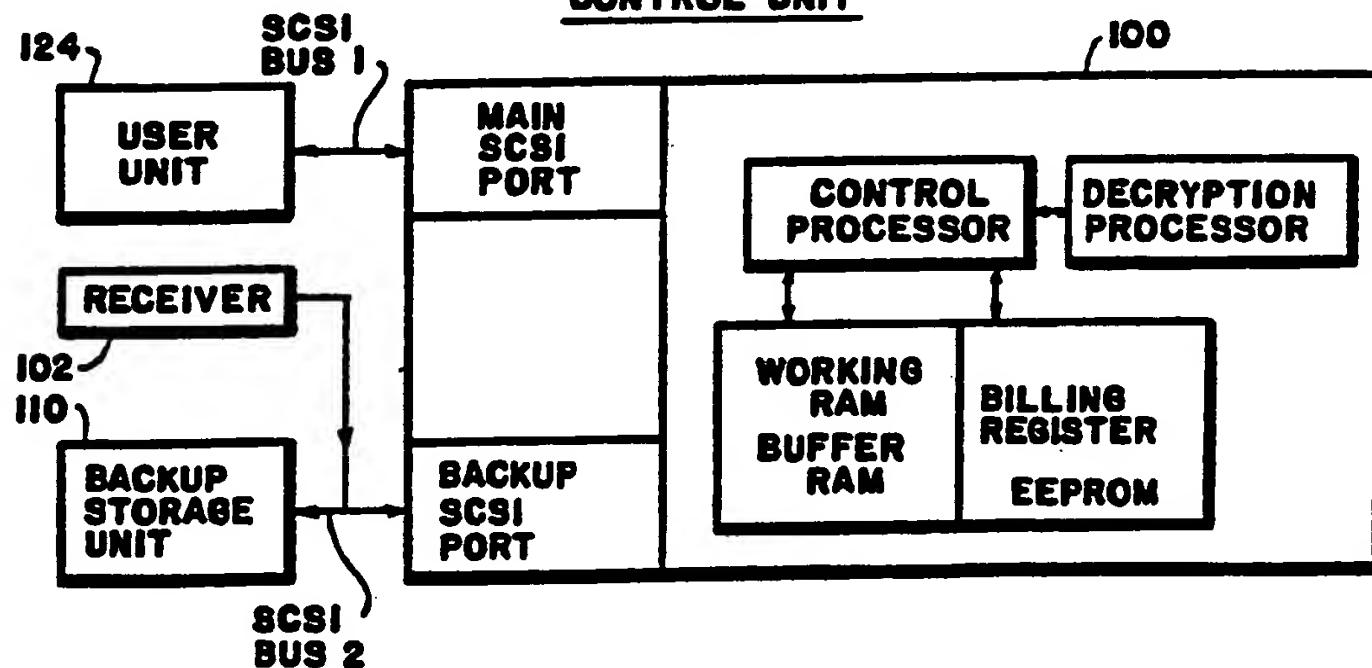 CONTROL UNIT
SCSI
BUS 1
124
100
USER
UNIT
MAIN
SCSI
PORT
CONTROL
PROCESSOR
DECRYPTION
PROCESSOR
RECEIVER
102
110
WORKING
RAM
BUFFER
RAM
BILLING
REGISTER
EEPROM
BACKUP
STORAGE
UNIT
BACKUP
SCSI
PORT
SCSI
BUS 2